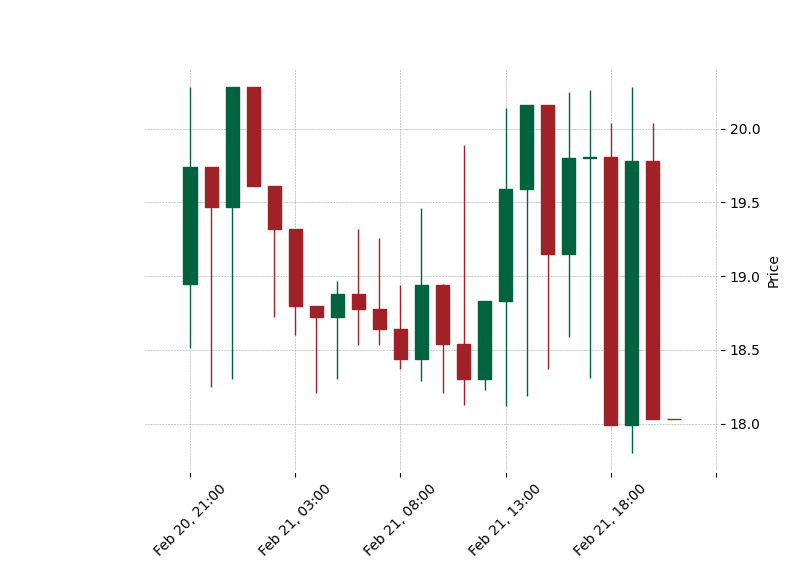 20.0
19.5
19.0
18.5
18.0
Price
Feb 20, 21:00
Feb 21, 03:00
Feb 21, 08:00
Feb 21, 13:00
Feb 21, 18:00